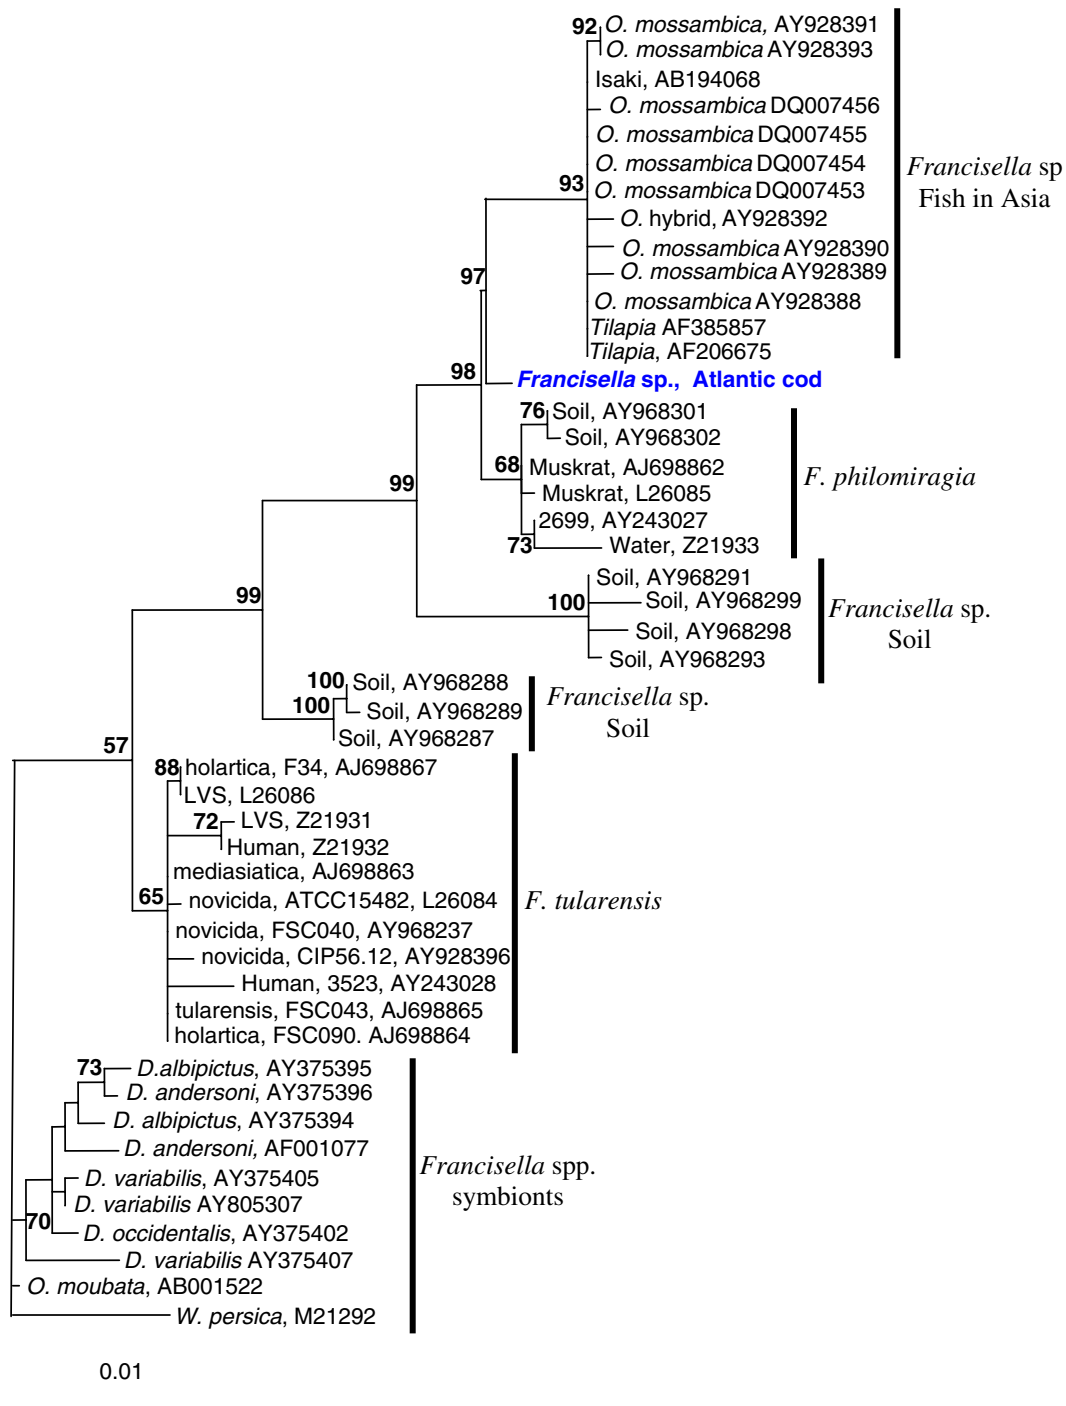 92 O. mossambica, AY928391
O. mossambica AY928393
Isaki, AB194068
O. mossambica DQ007456
O. mossambica DQ007455
O. mossambica DQ007454
93 O. mossambica DQ007453
O. hybrid, AY928392
O. mossambica AY928390
O. mossambica AY928389
O. mossambica AY928388
Tilapia AF385857
Tilapia, AF206675
Francisella sp
Fish in Asia
97
98
Francisella sp., Atlantic cod
76 Soil, AY968301
Soil, AY968302
68 Muskrat, AJ698862
Muskrat, L26085
2699, AY243027
73 Water, Z21933
F. philomiragia
99
Soil, AY968291
100 Soil, AY968299
Soil, AY968298
Soil, AY968293
Francisella sp.
Soil
99
100 Soil, AY968288
100 Soil, AY968289
Soil, AY968287
Francisella sp.
Soil
57
88 holartica, F34, AJ698867
LVS, L26086
72 LVS, Z21931
Human, Z21932
mediasiatica, AJ698863
65 novicida, ATCC15482, L26084
novicida, FSC040, AY968237
novicida, CIP56.12, AY928396
Human, 3523, AY243028
tularensis, FSC043, AJ698865
holartica, FSC090. AJ698864
F. tularensis
73 D.albipictus, AY375395
D. andersoni, AY375396
D. albipictus, AY375394
D. andersoni, AF001077
D. variabilis, AY375405
D. variabilis AY805307
70 D. occidentalis, AY375402
D. variabilis AY375407
O. moubata, AB001522
W. persica, M21292
Francisella spp.
symbionts
0.01